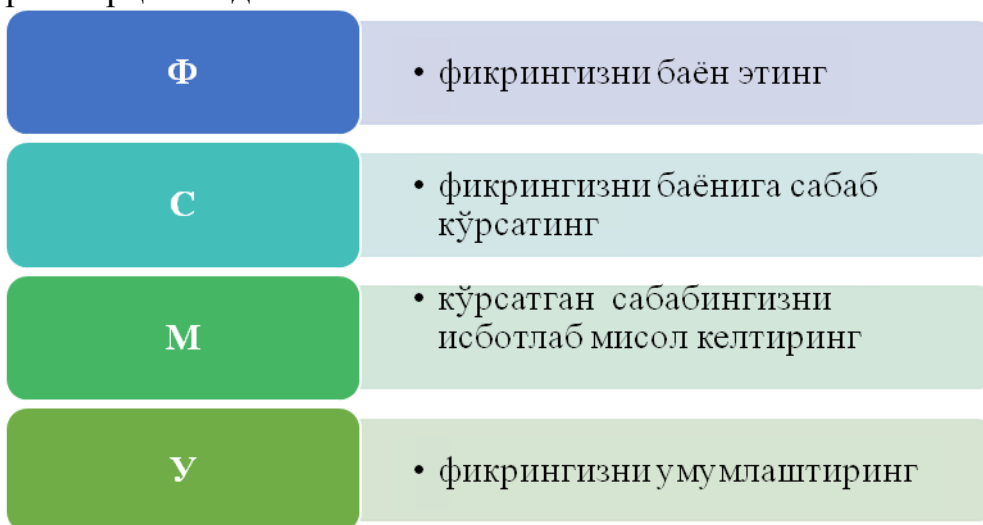 Ф
• фикрингизни баён этинг
С
• фикрингизни баёнига сабаб
кўрсатинг
М
• кўрсатган сабабингизни
исботлаб мисол келтиринг
У
• фикрингизни умумлаштиринг